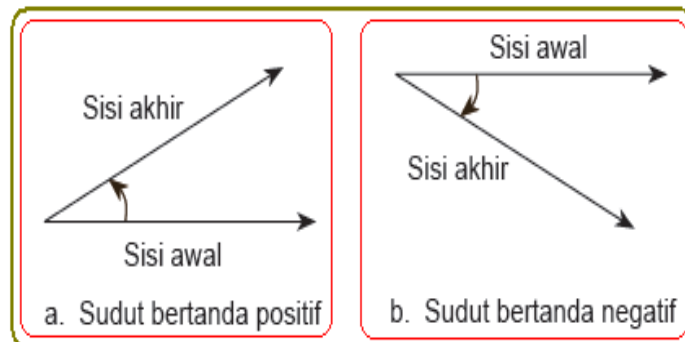 Sisi akhir
Sisi awal
a. Sudut bertanda positif
Sisi awal
Sisi akhir
b. Sudut bertanda negatif